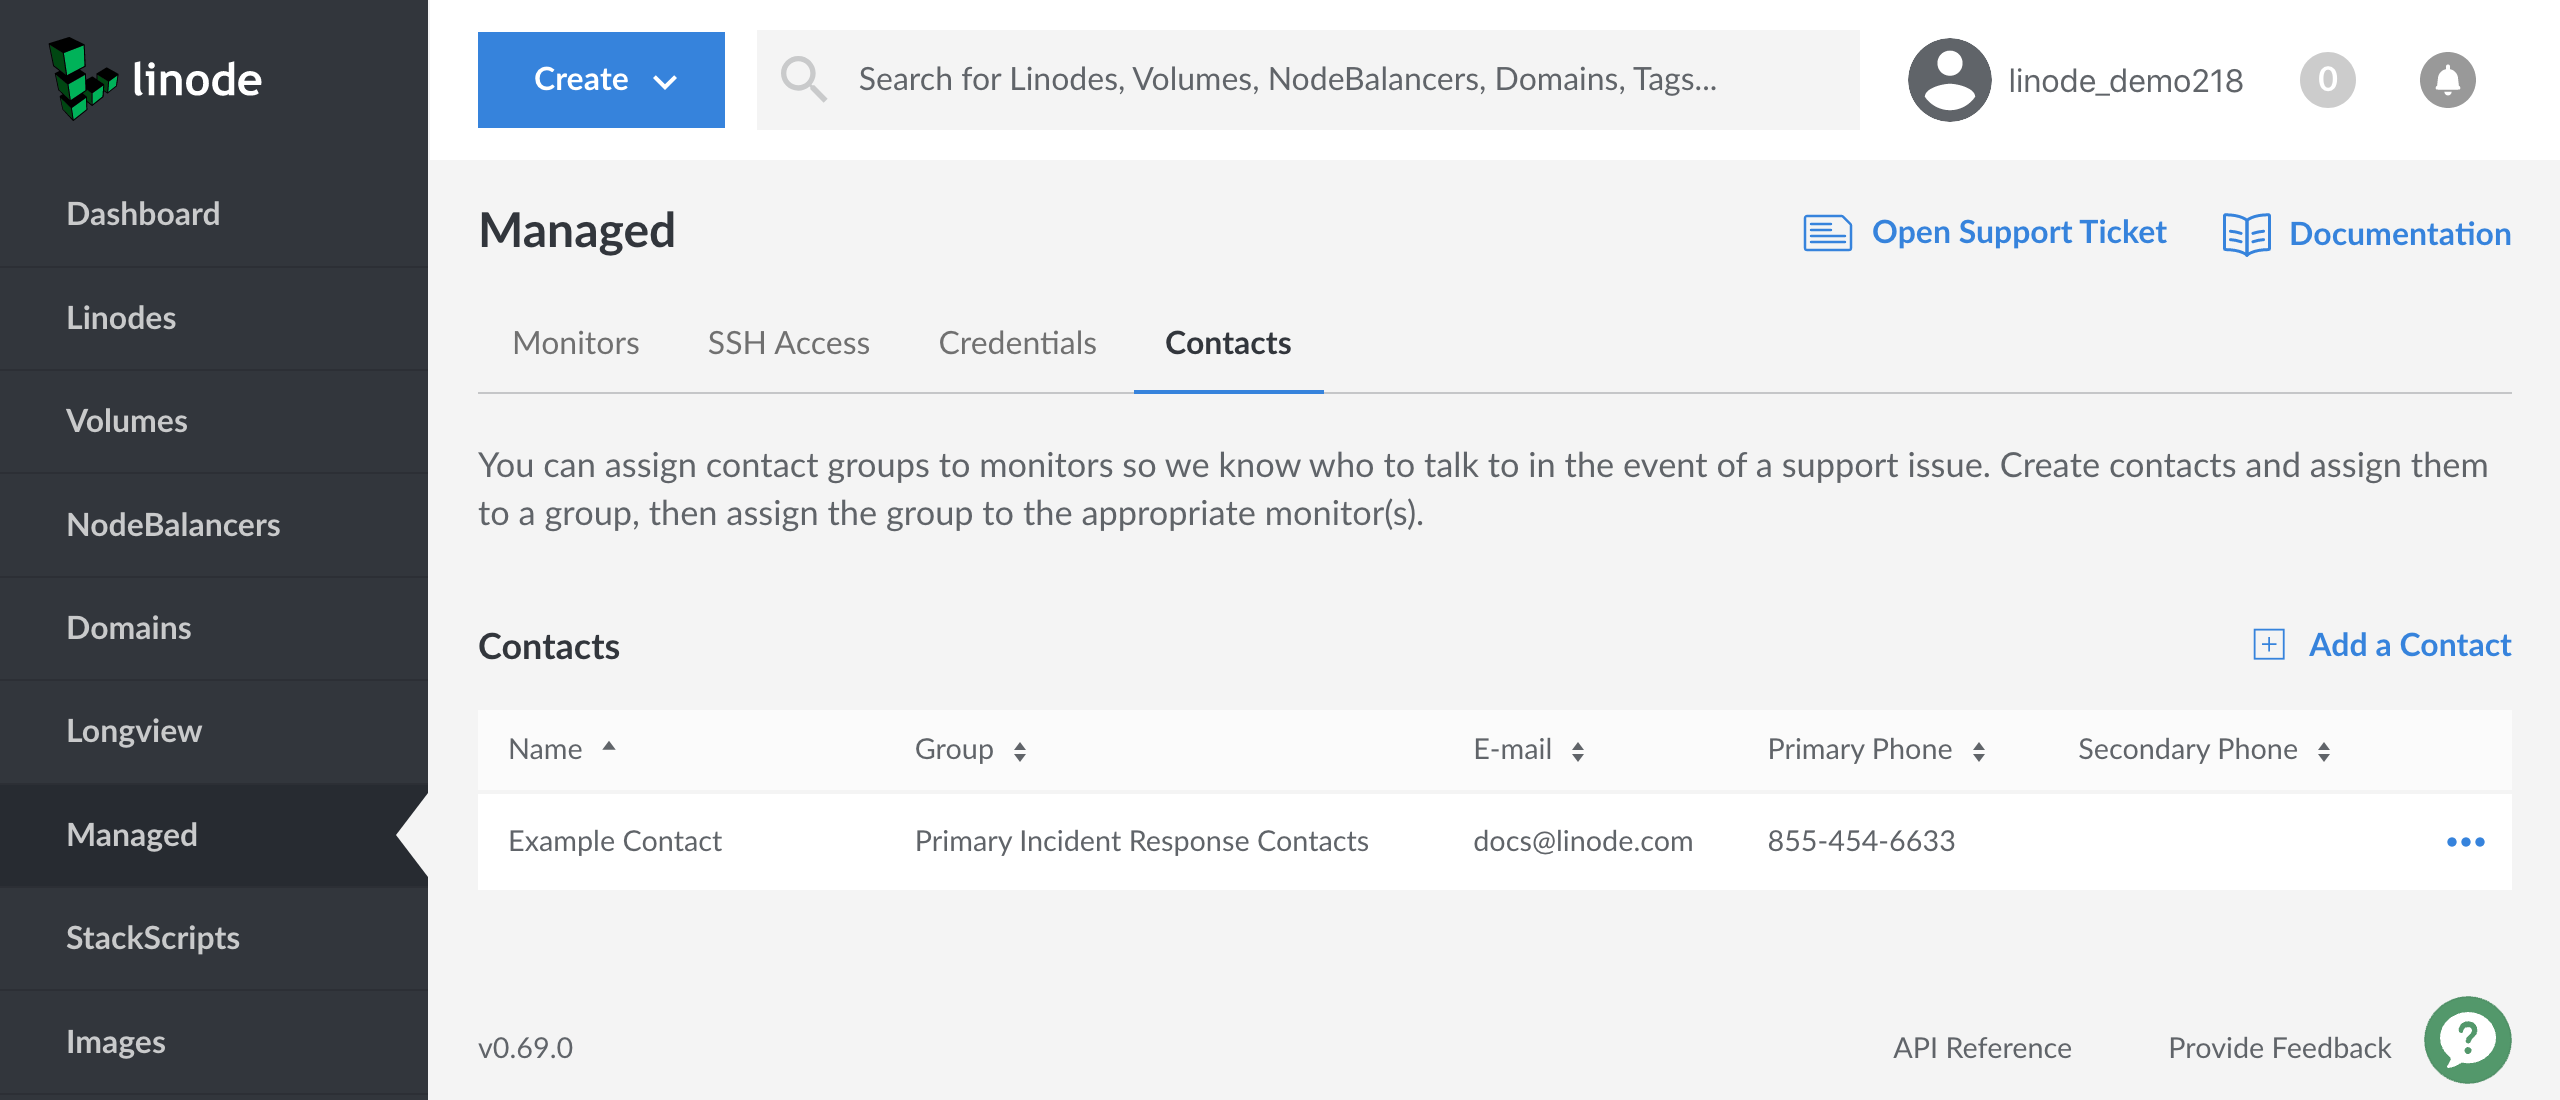 linode
Create
Search for Linodes, Volumes, NodeBalancers, Domains, Tags...
linode_demo218
0
Dashboard
Linodes
Volumes
NodeBalancers
Domains
Longview
Managed
StackScripts
Images
Managed
Open Support Ticket
Documentation
Monitors
SSH Access
Credentials
Contacts
You can assign contact groups to monitors so we know who to talk to in the event of a support issue. Create contacts and assign them
to a group, then assign the group to the appropriate monitor(s).
Contacts
Add a Contact
Name Group E-mail Primary Phone Secondary Phone
Example Contact Primary Incident Response Contacts docs@linode.com 855-454-6633
v0.69.0
API Reference
Provide Feedback
?